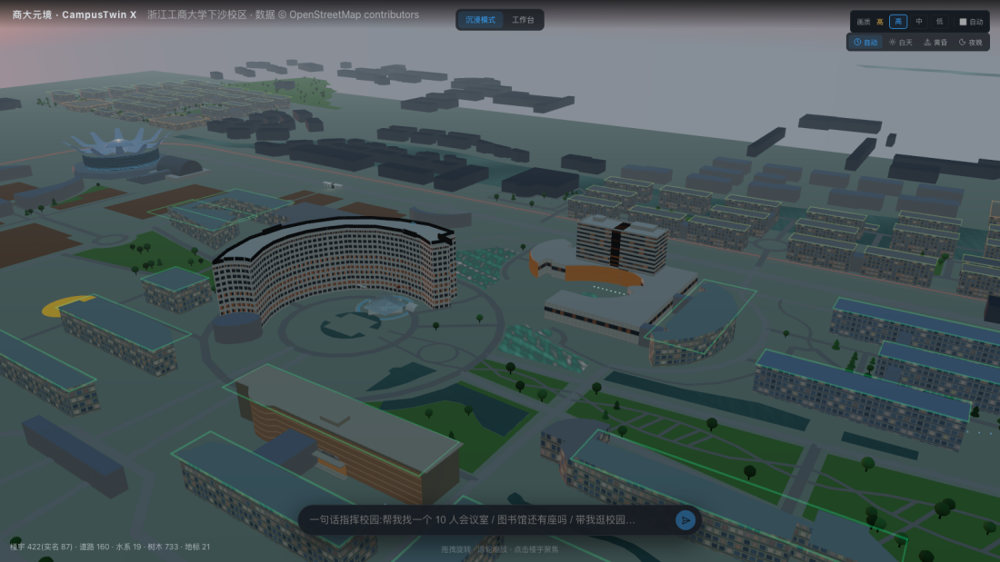 商大元境 · CampusTwin X 浙江工商大学下沙校区 · 数据 © OpenStreetMap contributors
沉浸模式 工作台
画质 高 高 中 低 自动
自动 白天 黄昏 夜晚
一句话指挥校园:帮我找一个 10 人会议室 / 图书馆还有座吗 / 带我逛校园...
楼宇 422(实名 87) · 道路 160 · 水系 19 · 树木 733 · 地标 21
拖拽旋转 · 滚轮缩放 · 点击楼宇聚焦